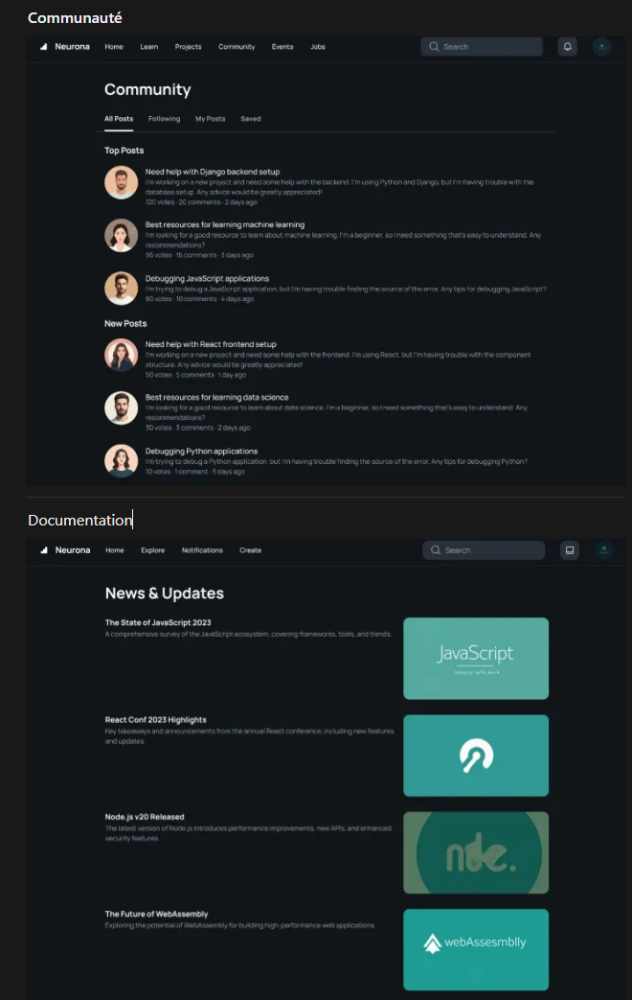 Communauté
Neurona Home Learn Projects Community Events Jobs Search
Community
All Posts Following My Posts Saved
Top Posts
Need help with Django backend setup
I'm working on a new project and need some help with the backend. I'm using Python and Django, but I'm having trouble with the
database setup. Any advice would be greatly appreciated!
120 votes · 20 comments · 2 days ago
Best resources for learning machine learning
I'm looking for a good resource to learn about machine learning. I'm a beginner, so I need something that's easy to understand. Any
recommendations?
95 votes · 15 comments · 3 days ago
Debugging JavaScript applications
I'm trying to debug a JavaScript application, but I'm having trouble finding the source of the error. Any tips for debugging JavaScript?
80 votes · 10 comments · 4 days ago
New Posts
Need help with React frontend setup
I'm working on a new project and need some help with the frontend. I'm using React, but I'm having trouble with the component
structure. Any advice would be greatly appreciated!
50 votes · 5 comments · 1 day ago
Best resources for learning data science
I'm looking for a good resource to learn about data science. I'm a beginner, so I need something that's easy to understand. Any
recommendations?
30 votes · 3 comments · 2 days ago
Debugging Python applications
I'm trying to debug a Python application, but I'm having trouble finding the source of the error. Any tips for debugging Python?
10 votes · 1 comment · 3 days ago
Documentation
Neurona Home Explore Notifications Create Search
News & Updates
The State of JavaScript 2023
A comprehensive survey of the JavaScript ecosystem, covering frameworks, tools, and trends.
JavaScript
React Conf 2023 Highlights
Key takeaways and announcements from the annual React conference, including new features
and updates.
Node.js v20 Released
The latest version of Node.js introduces performance improvements, new APIs, and enhanced
security features.
nde.
The Future of WebAssembly
Exploring the potential of WebAssembly for building high-performance web applications.
webAssesmblly